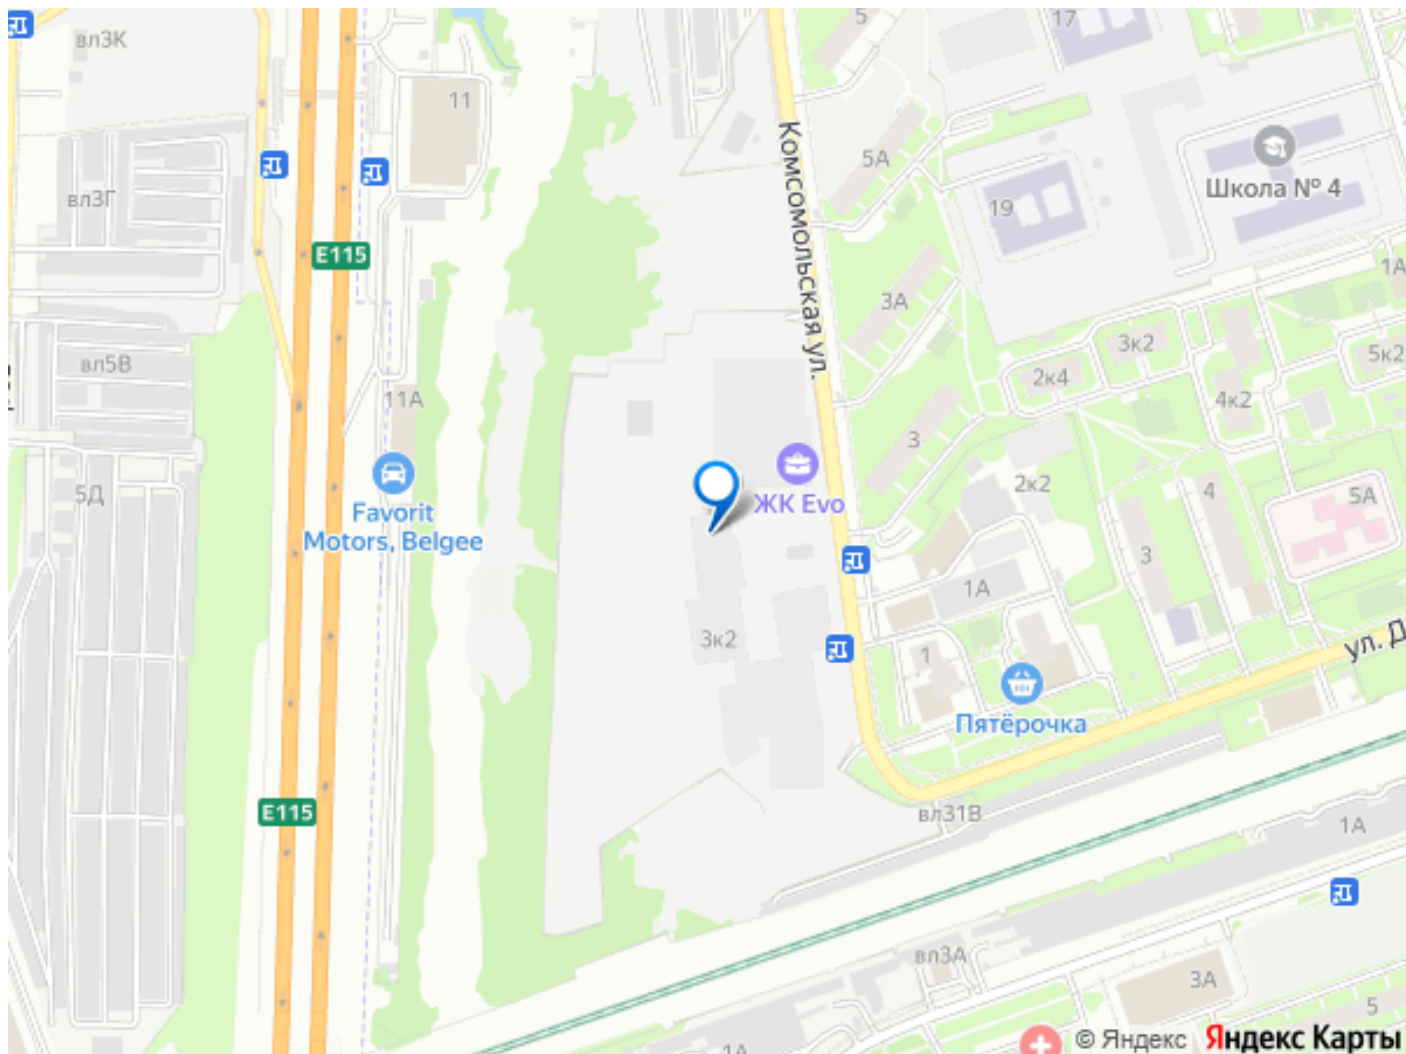 вл3К
11
5
17
Комсомольская ул.
5А
Школа № 4
вл3Г
19
E115
1А
3А
3к2
5к2
вл5В
2к4
11А
4к2
3
5Д
ЖК Evo
2к2
4
5А
Favorit
Motors, Belgee
3
1А
3к2
1
ул. Д
Пятёрочка
E115
вл31В
1А
вл3А
3А
5
1А
© Яндекс Яндекс Карты